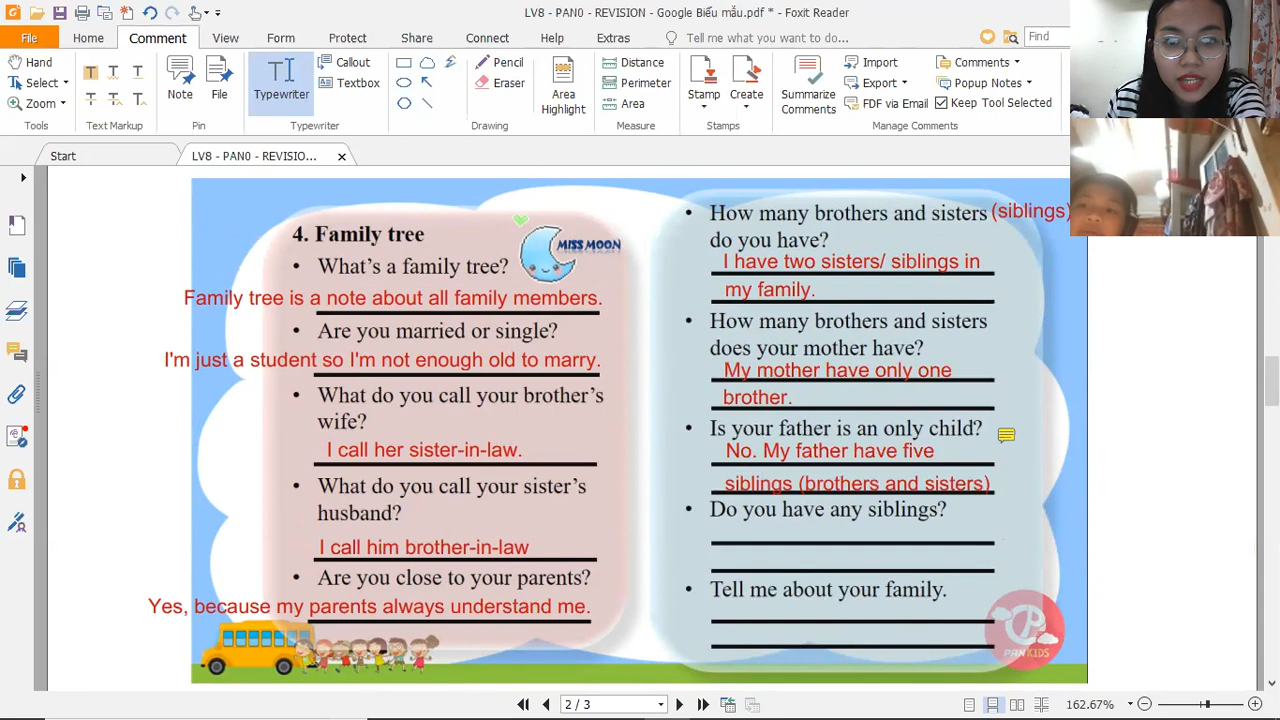 LV8 - PAN0 - REVISION - Google Biểu mẫu.pdf * - Foxit Reader
File Home Comment View Form Protect Share Connect Help Extras Tell me what you want to do... Find
Hand
Select
Zoom
Tools
Text Markup
Note
File
Pin
Typewriter
Callout
Textbox
Typewriter
Pencil
Eraser
Area
Highlight
Drawing
Distance
Perimeter
Area
Measure
Stamp
Create
Stamps
Summarize
Comments
Import
Export
FDF via Email
Comments
Popup Notes
Keep Tool Selected
Manage Comments
Start
LV8 - PAN0 - REVISIO...
4. Family tree
MISS MOON
• What's a family tree?
Family tree is a note about all family members.
• Are you married or single?
I'm just a student so I'm not enough old to marry.
• What do you call your brother's
wife?
I call her sister-in-law.
• What do you call your sister's
husband?
I call him brother-in-law
• Are you close to your parents?
Yes, because my parents always understand me.
• How many brothers and sisters (siblings)
do you have?
I have two sisters/ siblings in
my family.
• How many brothers and sisters
does your mother have?
My mother have only one
brother.
• Is your father is an only child?
No. My father have five
siblings (brothers and sisters)
• Do you have any siblings?
• Tell me about your family.
PANKIDS
2 / 3
162.67%